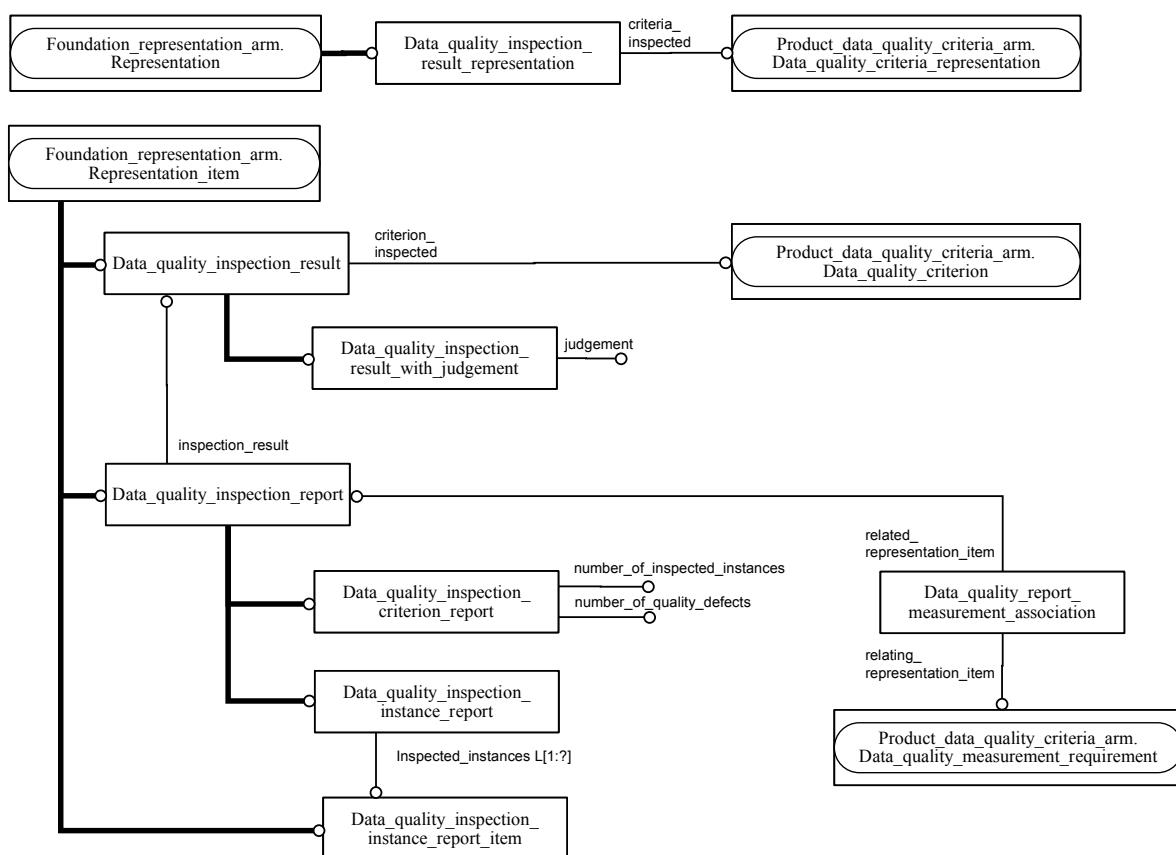 Foundation_representation_arm.
Representation
Data_quality_inspection_
result_representation
criteria_
inspected
Product_data_quality_criteria_arm.
Data_quality_criteria_representation
Foundation_representation_arm.
Representation_item
Data_quality_inspection_result
criterion_
inspected
Product_data_quality_criteria_arm.
Data_quality_criterion
Data_quality_inspection_
result_with_judgement
judgement
inspection_result
Data_quality_inspection_report
related_
representation_item
Data_quality_inspection_
criterion_report
number_of_inspected_instances
number_of_quality_defects
Data_quality_report_
measurement_association
relating_
representation_item
Data_quality_inspection_
instance_report
Inspected_instances L[1:?]
Product_data_quality_criteria_arm.
Data_quality_measurement_requirement
Data_quality_inspection_
instance_report_item